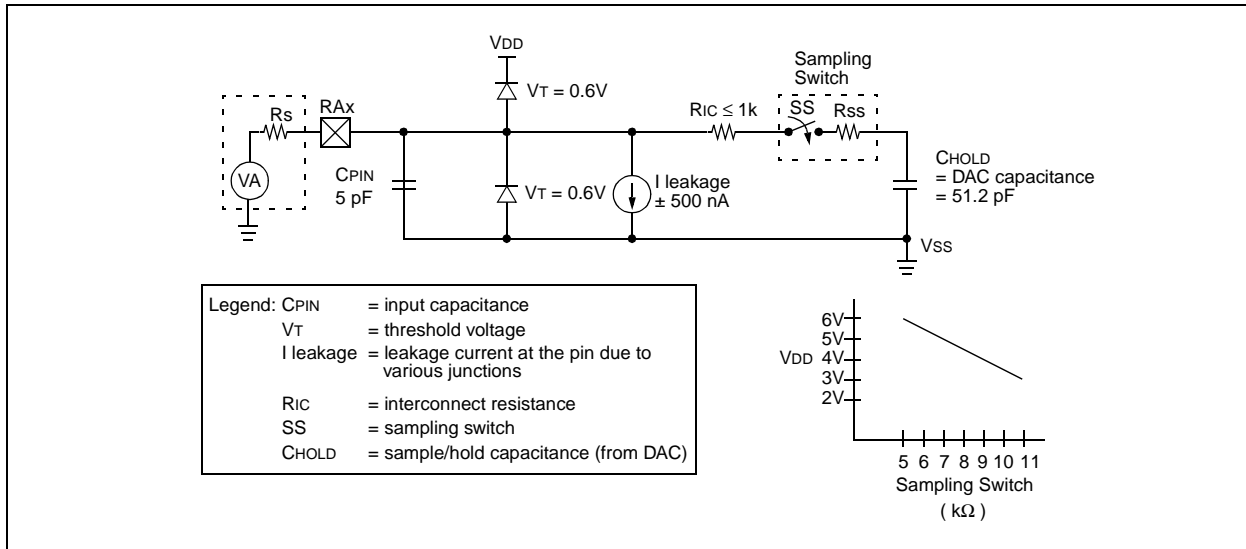 VDD
Sampling
Switch
VT = 0.6V
RIC ≤ 1k
SS
RSS
Rs
RAx
CHOLD
= DAC capacitance
= 51.2 pF
VA
CPIN
5 pF
VT = 0.6V
I leakage
± 500 nA
VSS
Legend: CPIN = input capacitance
VT = threshold voltage
I leakage = leakage current at the pin due to
various junctions
RIC = interconnect resistance
SS = sampling switch
CHOLD = sample/hold capacitance (from DAC)
6V
5V
VDD 4V
3V
2V
5 6 7 8 9 10 11
Sampling Switch
( kΩ )